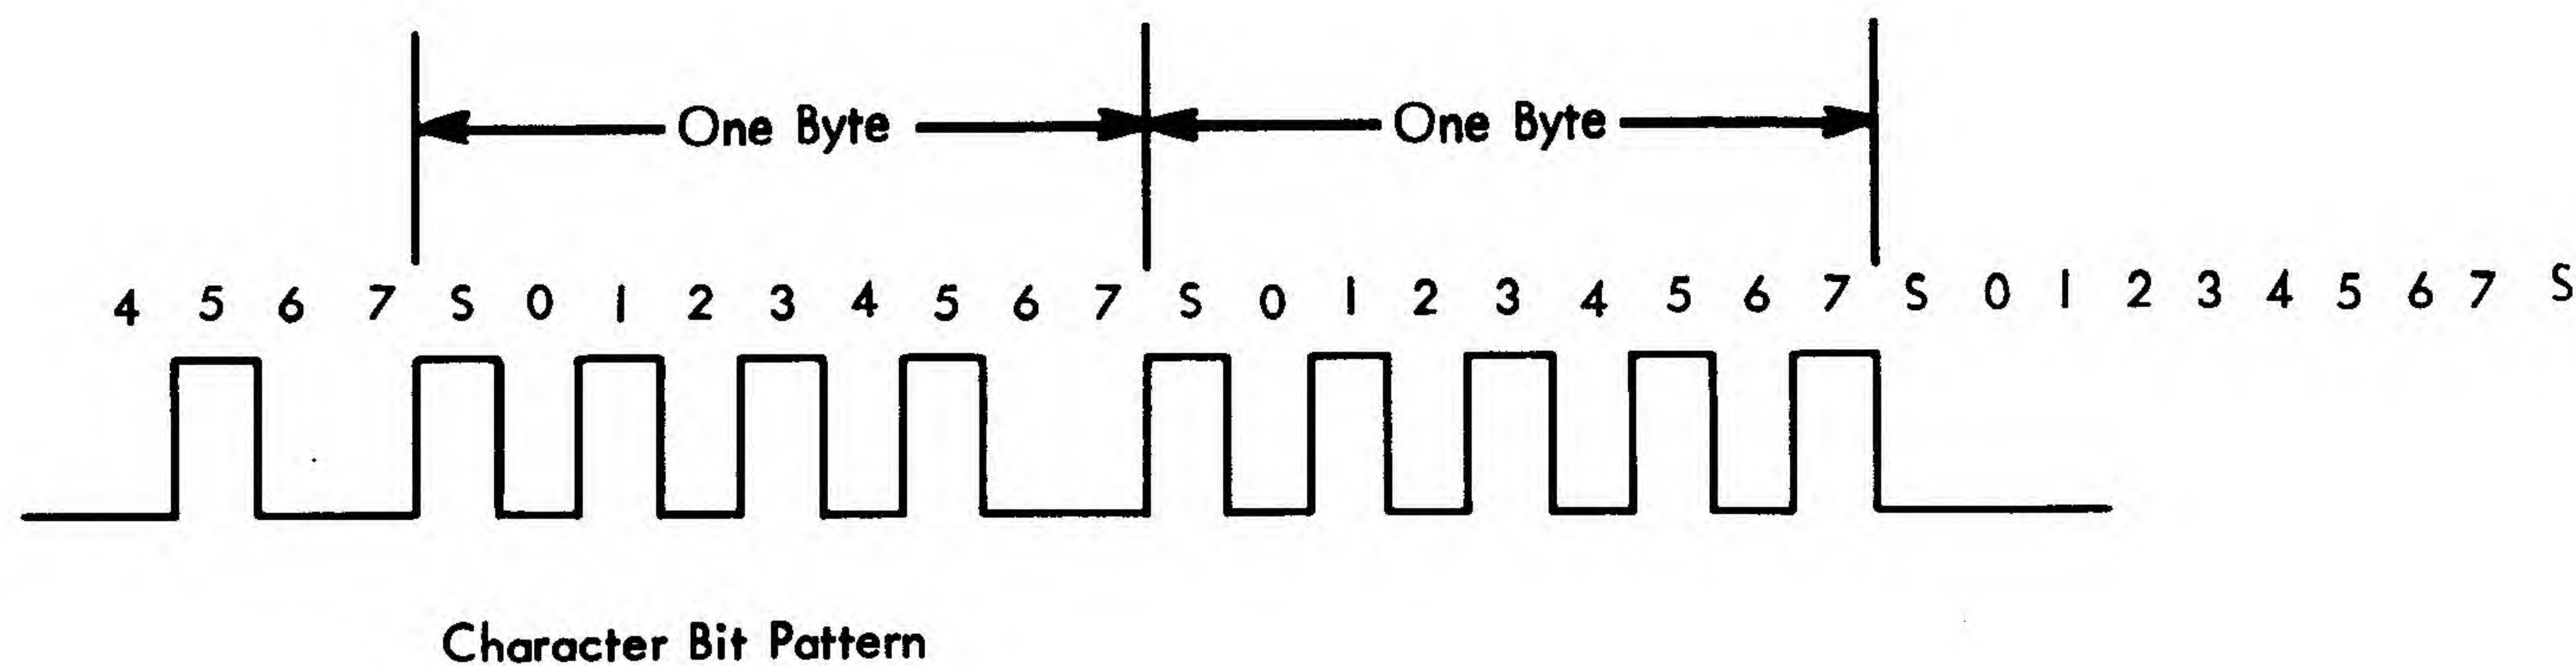 One Byte One Byte
4 5 6 7 S 0 1 2 3 4 5 6 7 S 0 1 2 3 4 5 6 7 S 0 1 2 3 4 5 6 7 S
Character Bit Pattern